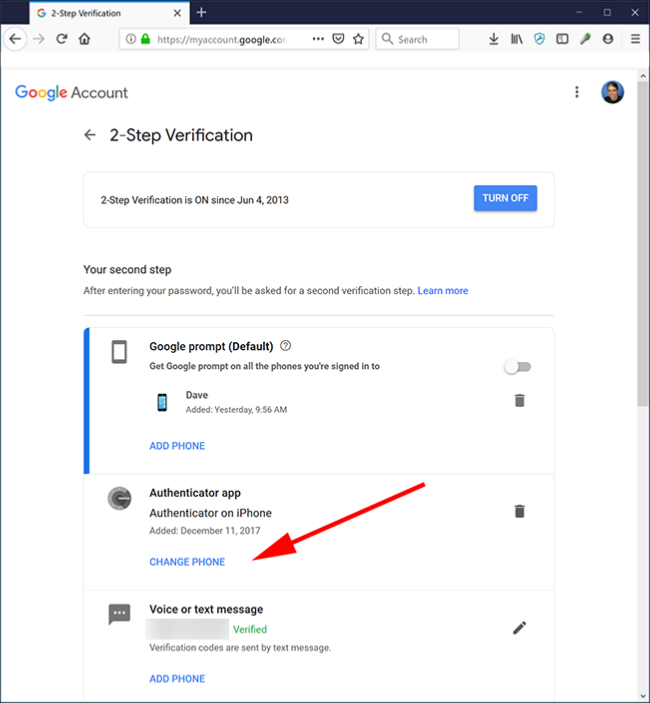 2-Step Verification
https://myaccount.google.cor
Search
Google Account
2-Step Verification
2-Step Verification is ON since Jun 4, 2013
TURN OFF
Your second step
After entering your password, you'll be asked for a second verification step. Learn more
Google prompt (Default)
Get Google prompt on all the phones you're signed in to
Dave
Added: Yesterday, 9:56 AM
ADD PHONE
Authenticator app
Authenticator on iPhone
Added: December 11, 2017
CHANGE PHONE
Voice or text message
Verified
Verification codes are sent by text message.
ADD PHONE